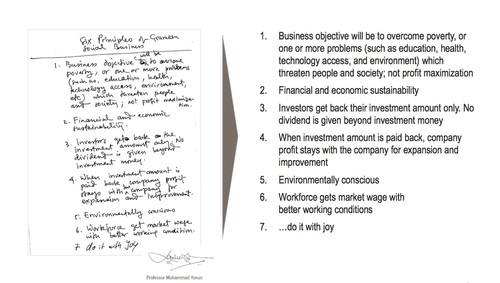 Six Principles of Grameen
Social Business
1. Business objective will be to overcome
poverty, or one or more problems
(such as, education, health,
technology access, environment,
etc) which threaten people
and society; not profit maximization.
2. Financial and economic
sustainability.
3. Investors get back the
investment amount only. No
dividend is given beyond
investment money.
4. When investment amount is
paid back, company profit
stays with company for
expansion and improvement.
5. Environmentally conscious
6. Workforce get market wage
with better working condition.
7. do it with joy
Professor Muhammad Yunus
1. Business objective will be to overcome poverty, or
one or more problems (such as education, health,
technology access, and environment) which
threaten people and society; not profit maximization
2. Financial and economic sustainability
3. Investors get back their investment amount only. No
dividend is given beyond investment money
4. When investment amount is paid back, company
profit stays with the company for expansion and
improvement
5. Environmentally conscious
6. Workforce gets market wage with
better working conditions
7. …do it with joy